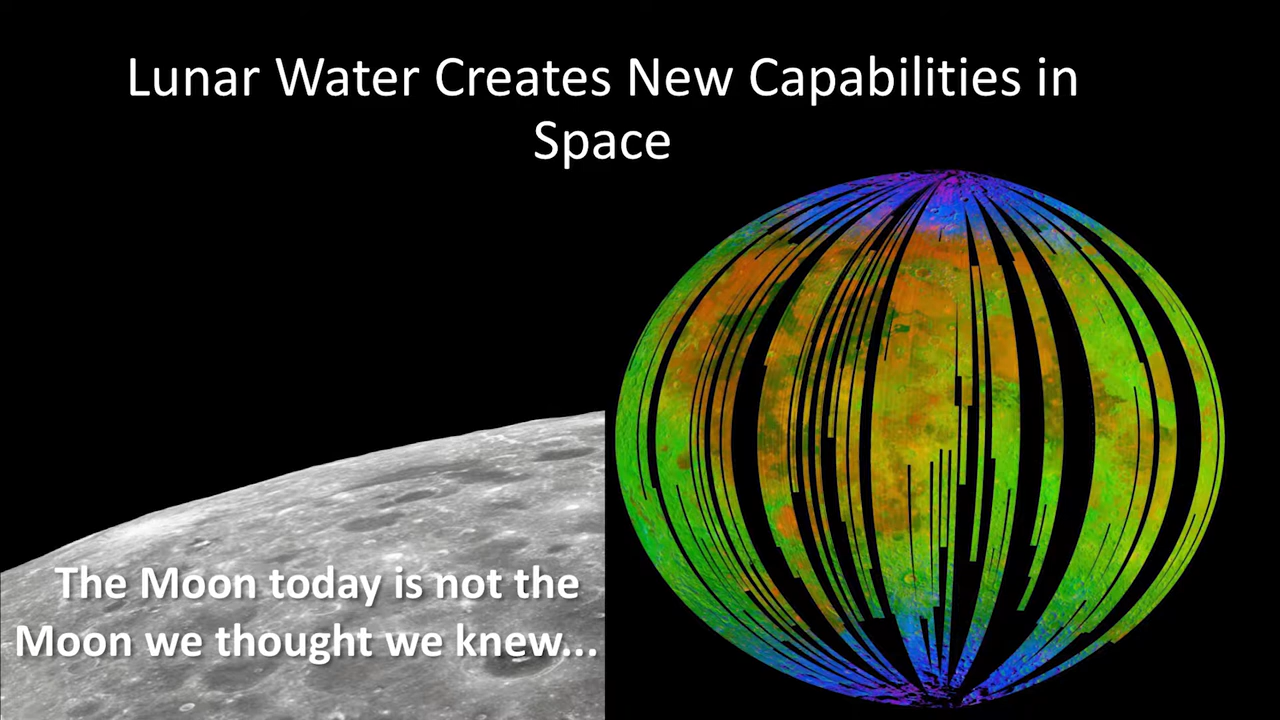 Lunar Water Creates New Capabilities in
Space
The Moon today is not the
Moon we thought we knew...